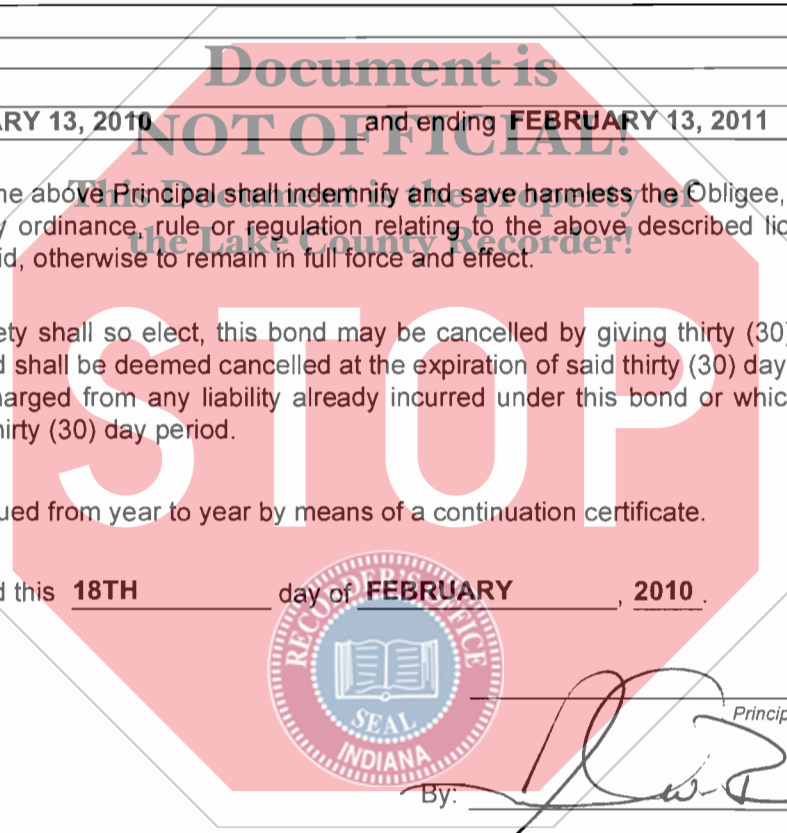 Document is
NOT OFFICIAL!
ARY 13, 2010 and ending FEBRUARY 13, 2011
This Document is the property of
the Lake County Recorder!
he above Principal shall indemnify and save harmless the Obligee,
y ordinance, rule or regulation relating to the above described lic
id, otherwise to remain in full force and effect.
STOP
ety shall so elect, this bond may be cancelled by giving thirty (30)
d shall be deemed cancelled at the expiration of said thirty (30) day
harged from any liability already incurred under this bond or whic
hirty (30) day period.
ued from year to year by means of a continuation certificate.
d this 18TH day of FEBRUARY, 2010.
RECORDER'S OFFICE
SEAL
INDIANA
Princip
By: